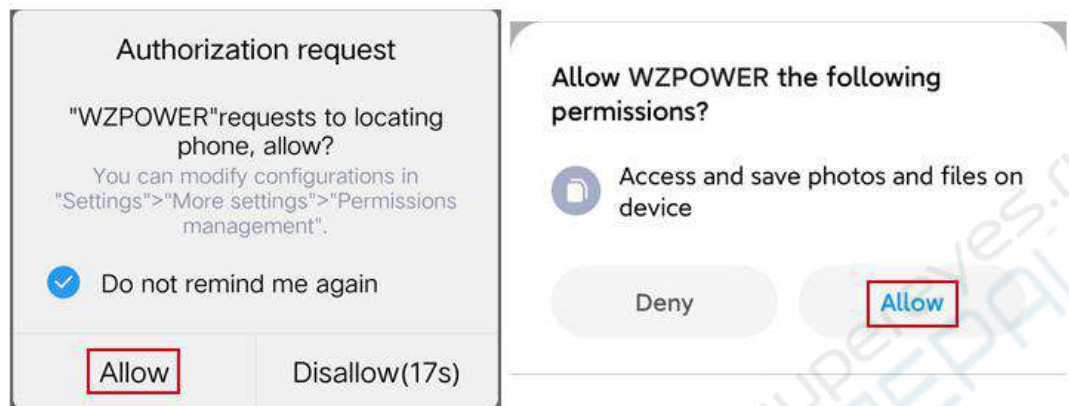 Authorization request
"WZPOWER"requests to locating
phone, allow?
You can modify configurations in
"Settings">"More settings">"Permissions
management".
Do not remind me again
Allow
Disallow(17s)
Allow WZPOWER the following
permissions?
Access and save photos and files on
device
Deny
Allow